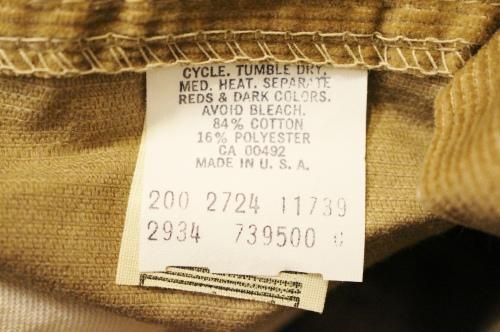 CYCLE. TUMBLE DRY,
MED. HEAT. SEPARATE
REDS & DARK COLORS.
AVOID BLEACH.
84% COTTON
16% POLYESTER
CA 00492
MADE IN U. S. A.
200 2724 11739
2934 739500